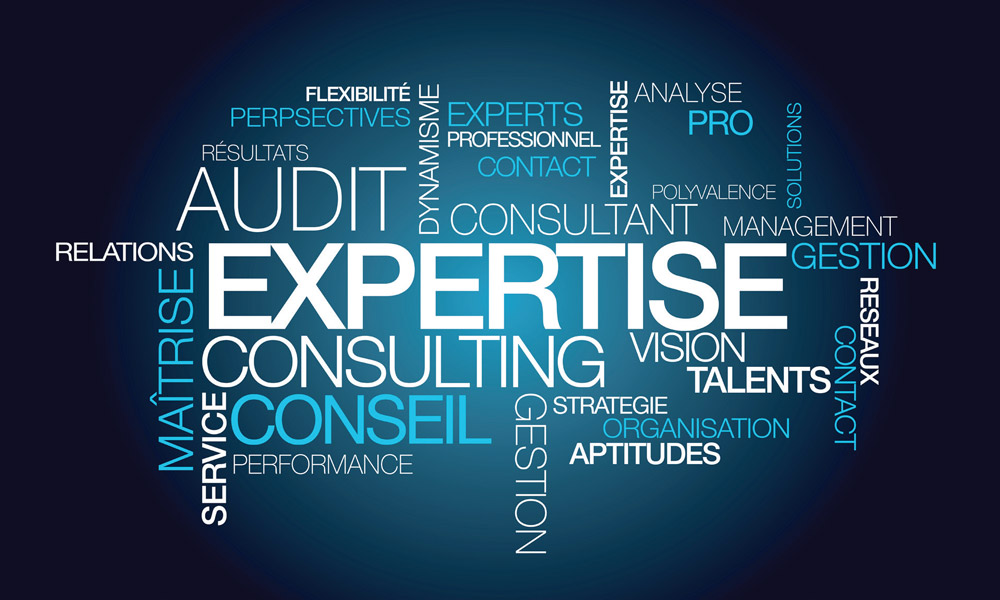 FLEXIBILITÉ
PERPSECTIVES
DYNAMISME
EXPERTS
PROFESSIONNEL
CONTACT
EXPERTISE
ANALYSE
PRO
SOLUTIONS
RÉSULTATS
AUDIT
POLYVALENCE
CONSULTANT
MANAGEMENT
RELATIONS
EXPERTISE
GESTION
MAÎTRISE
CONSULTING
VISION
TALENTS
RESEAUX
CONTACT
SERVICE
CONSEIL
GESTION
STRATEGIE
ORGANISATION
APTITUDES
PERFORMANCE